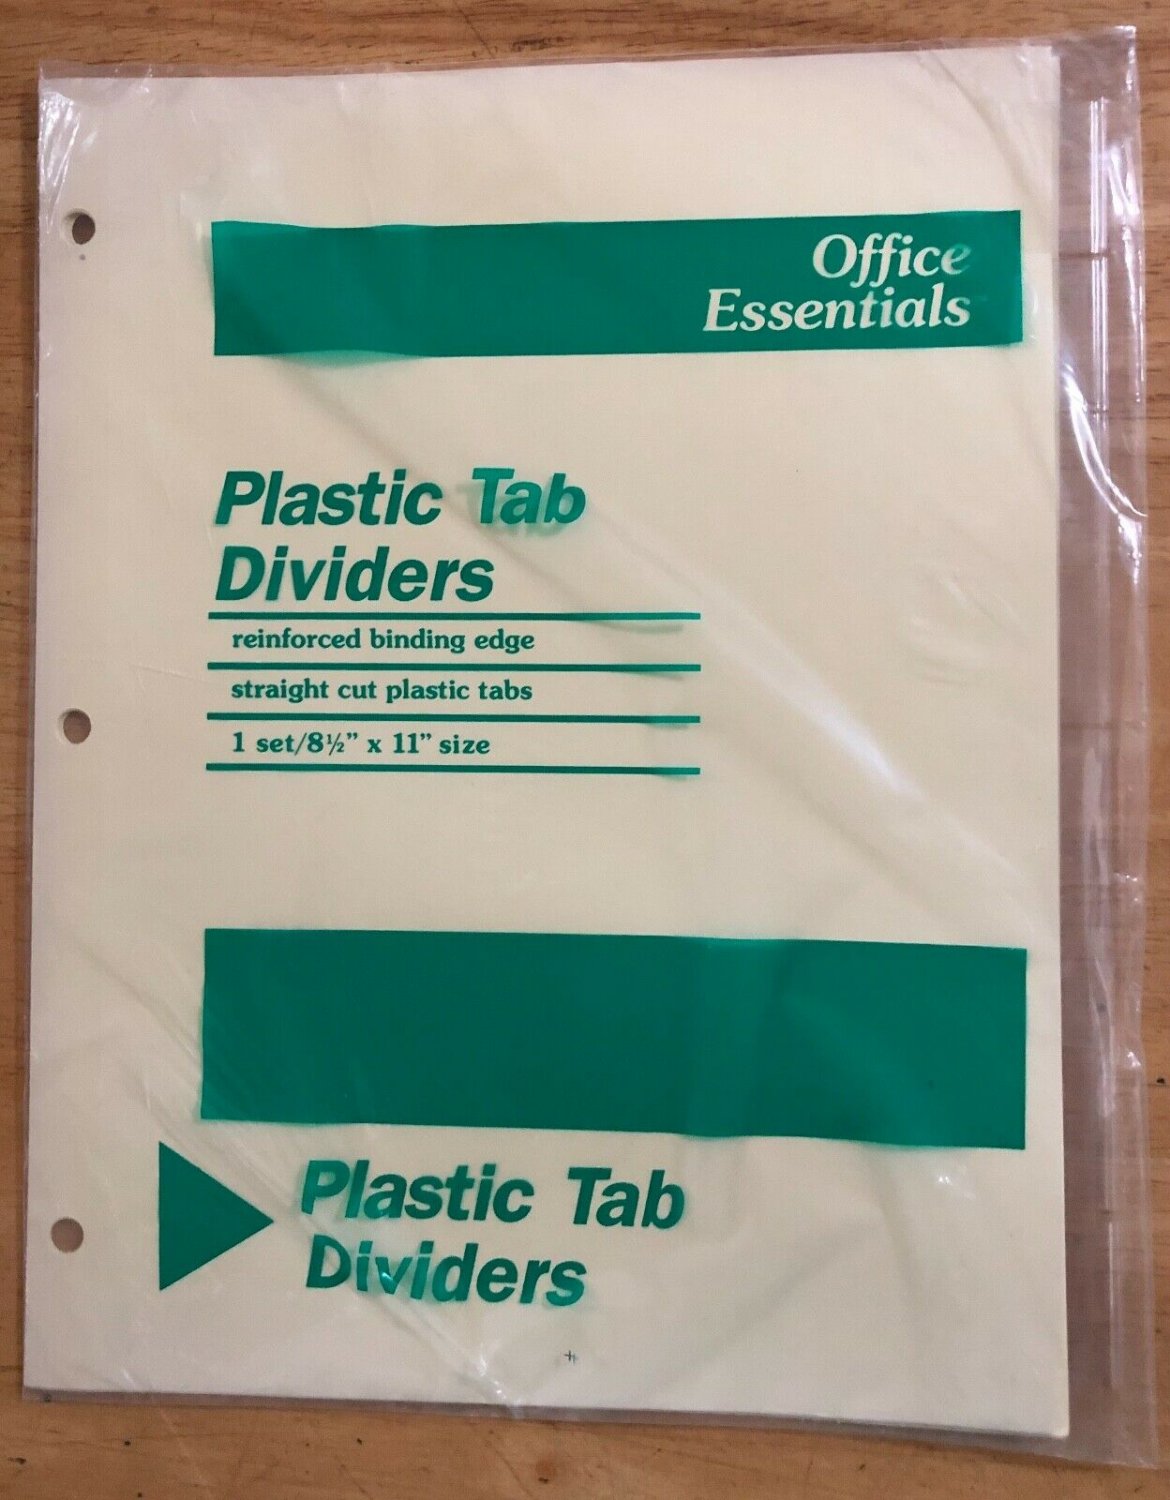 Office
Essentials
Plastic Tab
Dividers
reinforced binding edge
straight cut plastic tabs
1 set/8½” x 11” size
Plastic Tab
Dividers